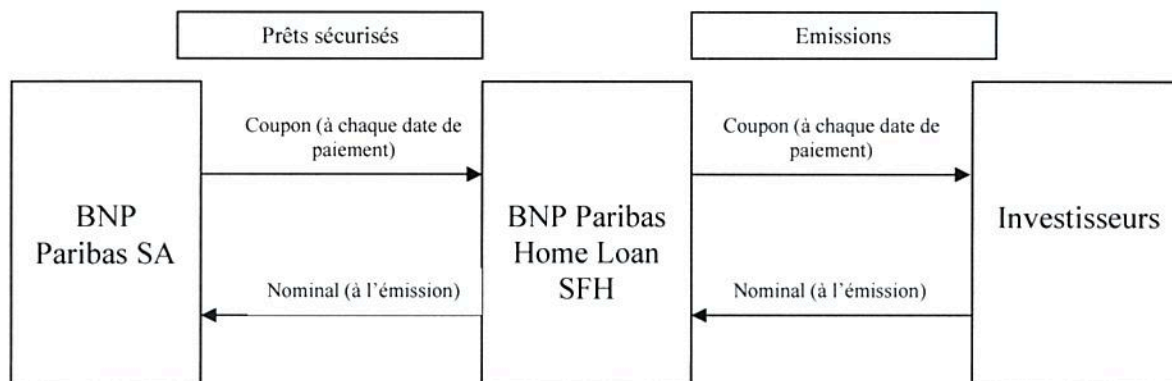 Prêts sécurisés
Emissions
Coupon (à chaque date de
paiement)
Coupon (à chaque date de
paiement)
BNP
Paribas SA
BNP Paribas
Home Loan
SFH
Investisseurs
Nominal (à l'émission)
Nominal (à l'émission)